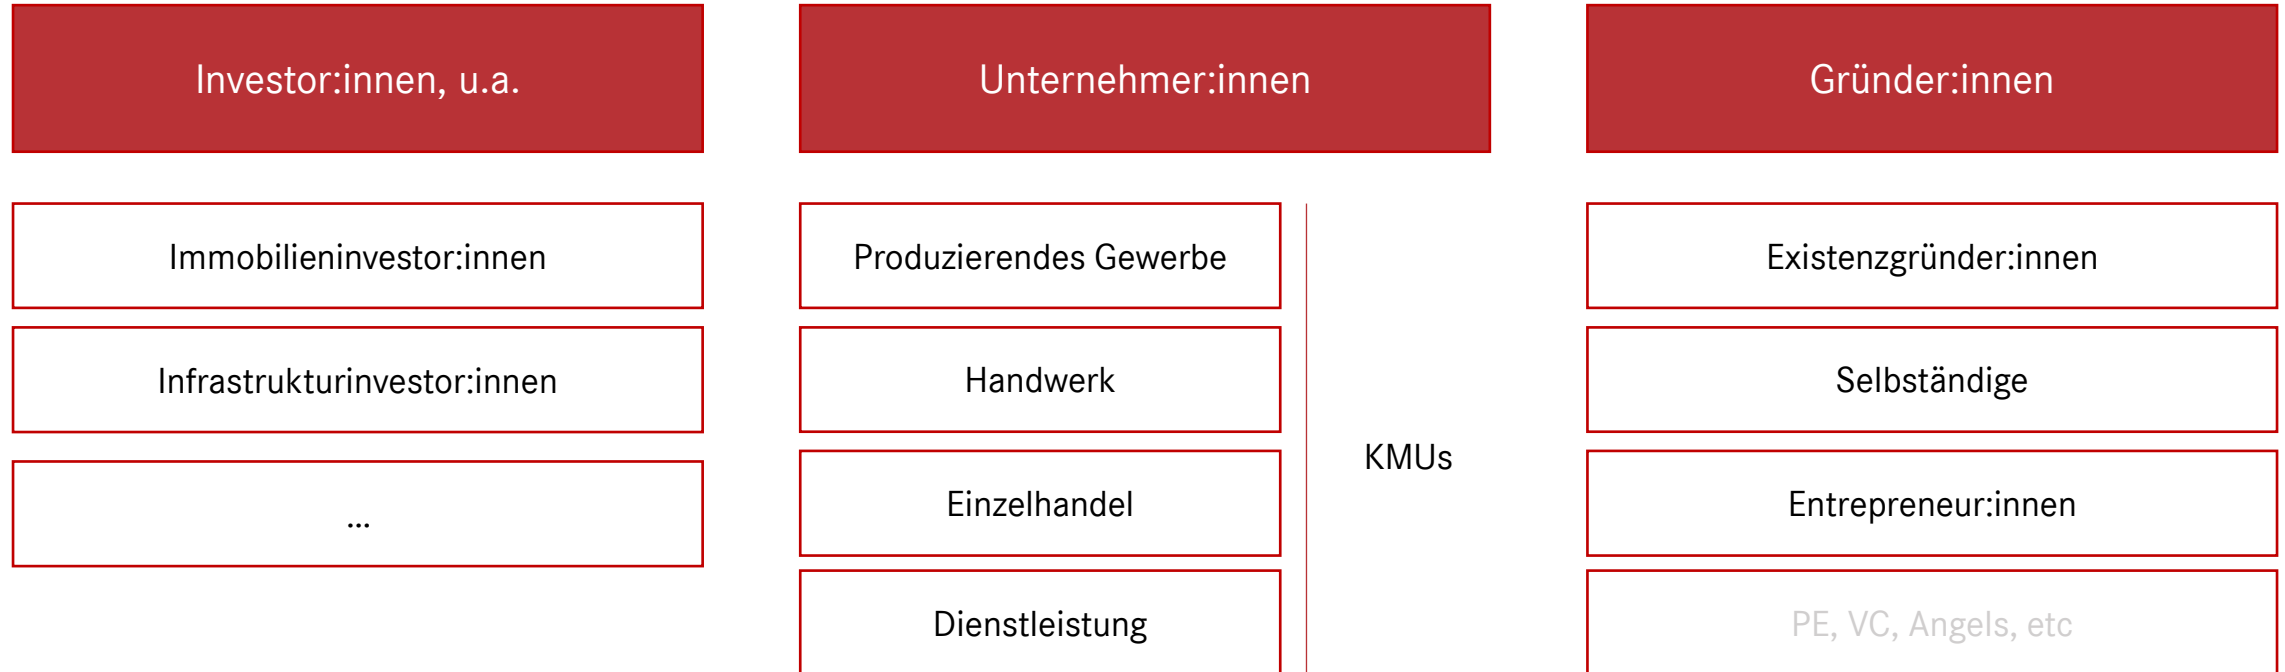 Investor:innen, u.a.
Unternehmer:innen
Gründer:innen
Immobilieninvestor:innen
Infrastrukturinvestor:innen
...
Produzierendes Gewerbe
Handwerk
Einzelhandel
Dienstleistung
KMUs
Existenzgründer:innen
Selbständige
Entrepreneur:innen
PE, VC, Angels, etc